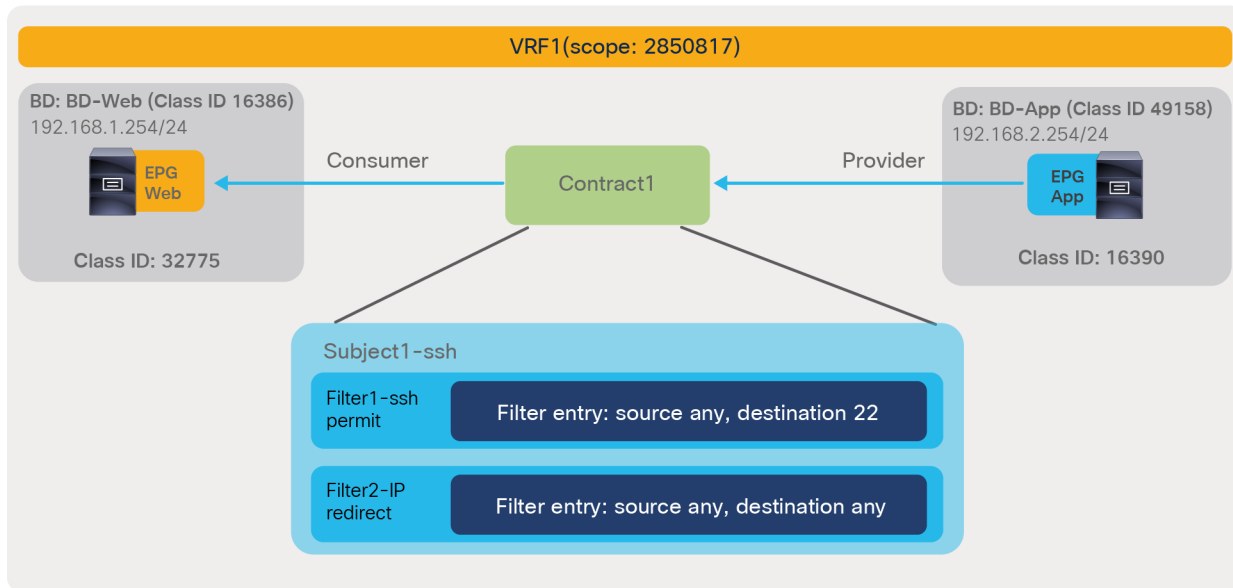 VRF1(scope: 2850817)
BD: BD-Web (Class ID 16386)
192.168.1.254/24
EPG
Web
Class ID: 32775
Consumer
Contract1
Provider
BD: BD-App (Class ID 49158)
192.168.2.254/24
EPG
App
Class ID: 16390
Subject1-ssh
Filter1-ssh
permit
Filter entry: source any, destination 22
Filter2-IP
redirect
Filter entry: source any, destination any